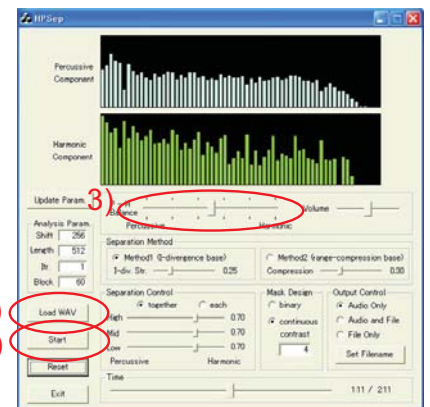 HPSep
Percussive
Component
Harmonic
Component
Update Param.
3)
Balance
Volume
Percussive
Harmonic
Analysis Param.
Shift 256
Length 512
Itr. 1
Block 60
Separation Method
Method1 (I-divergence base)
Method2 (range-compression base)
I-div. Str. 0.25
Compression 0.30
Load WAV
Start
Reset
Exit
Separation Control
together
each
High 0.70
Mid 0.70
Low 0.70
Percussive
Harmonic
Mask Design
binary
continuous
contrast
4
Output Control
Audio Only
Audio and File
File Only
Set Filename
Time
1:11 / 2:11